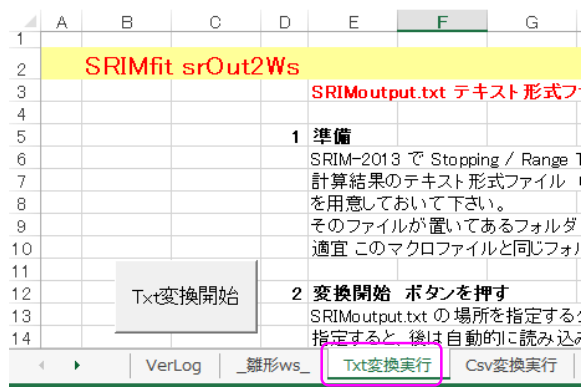 A B C D E F G
1
2 SRIMfit srOut2Ws
3 SRIMoutput.txt テキスト形式フ
4
5 1 準備
6 SRIM-2013 で Stopping / Range
7 計算結果のテキスト形式ファイル
8 を用意しておいて下さい。
9 そのファイルが置いてあるフォルダ
10 適宜 このマクロファイルと同じフォル
11
12 Txt変換開始 2 変換開始 ボタンを押す
13 SRIMoutput.txt の場所を指定する
14 指定すると、後は自動的に読み込み
VerLog _雛形ws_ Txt変換実行 Csv変換実行